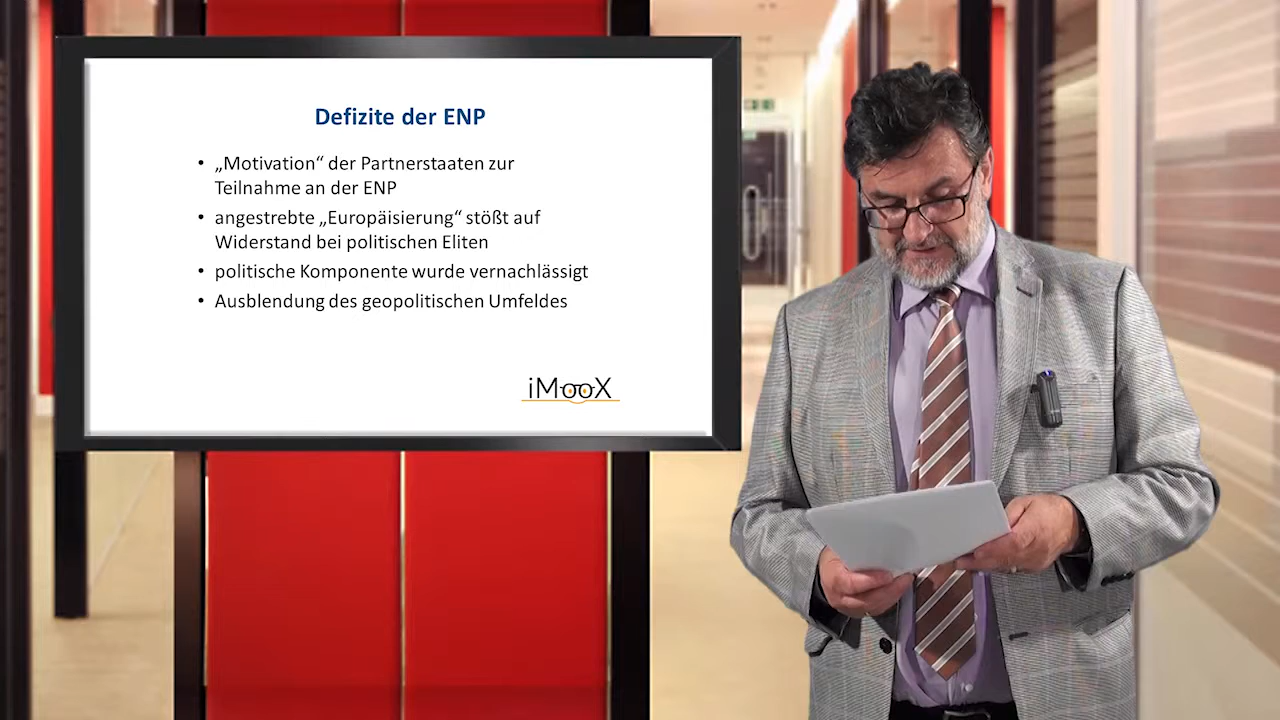 Defizite der ENP
• „Motivation“ der Partnerstaaten zur
Teilnahme an der ENP
• angestrebte „Europäisierung“ stößt auf
Widerstand bei politischen Eliten
• politische Komponente wurde vernachlässigt
• Ausblendung des geopolitischen Umfeldes
iMooX